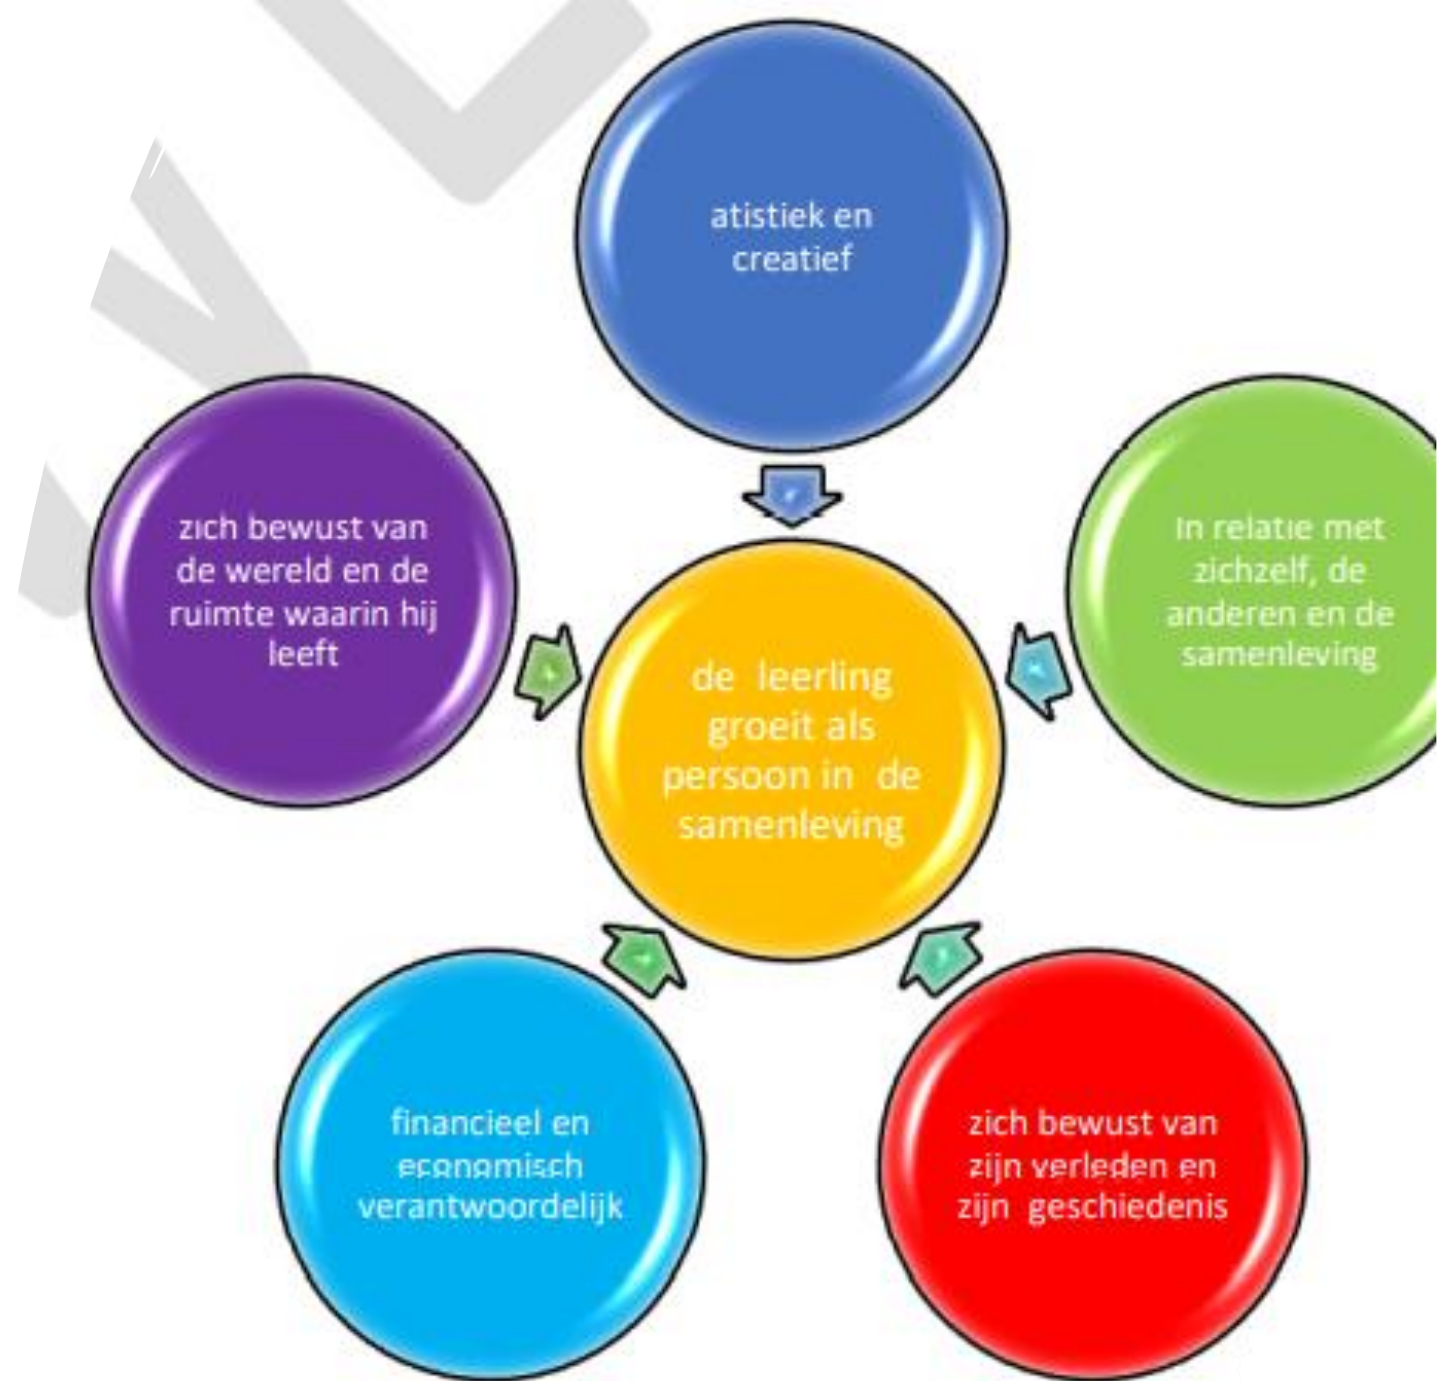 atistiek en
creatief
zich bewust van
de wereld en de
ruimte waarin hij
leeft
In relatie met
zichzelf, de
anderen en de
samenleving
de leerling
groeit als
persoon in de
samenleving
financieel en
economisch
verantwoordelijk
zich bewust van
zijn verleden en
zijn geschiedenis